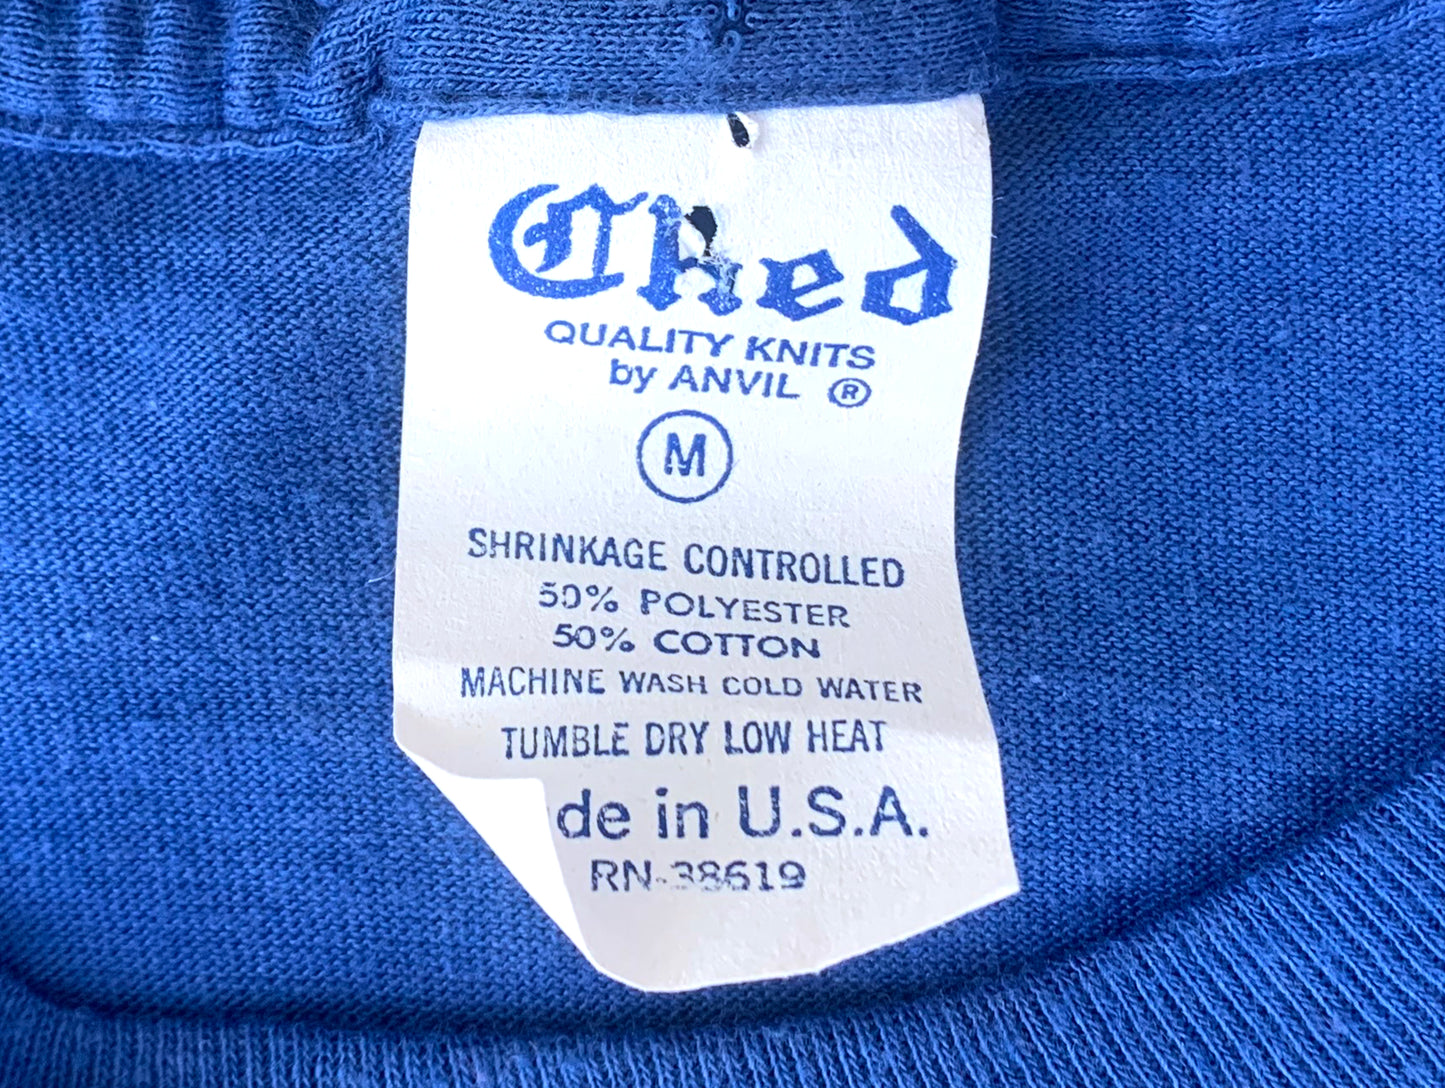 Ched
QUALITY KNITS
by ANVIL ®
M
SHRINKAGE CONTROLLED
50% POLYESTER
50% COTTON
MACHINE WASH COLD WATER
TUMBLE DRY LOW HEAT
de in U.S.A.
RN-38619